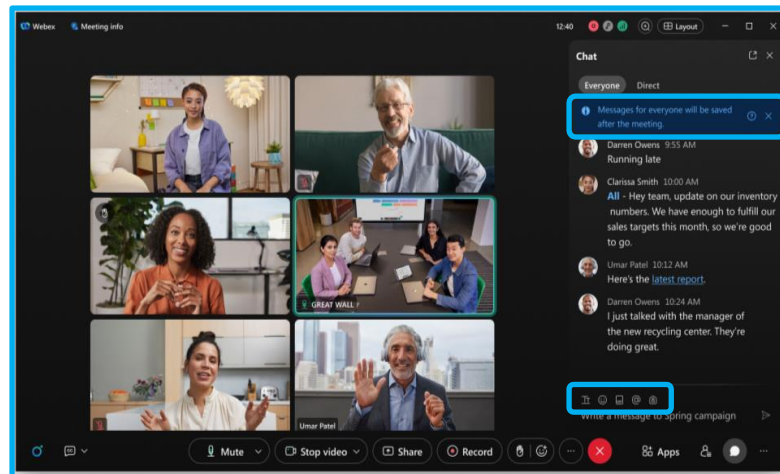 Webex
Meeting info
12:40
Layout
Chat
Everyone
Direct
Messages for everyone will be saved
after the meeting.
Darren Owens 9:55 AM
Running late
Clarissa Smith 10:00 AM
All - Hey team, update on our inventory
numbers. We have enough to fulfill our
sales targets this month, so we're good
to go.
Umar Patel 10:12 AM
Here's the latest report.
Darren Owens 10:24 AM
I just talked with the manager of
the new recycling center. They're
doing great.
GREAT WALL
Umar Patel
Write a message to Spring campaign
Mute
Stop video
Share
Record
Apps